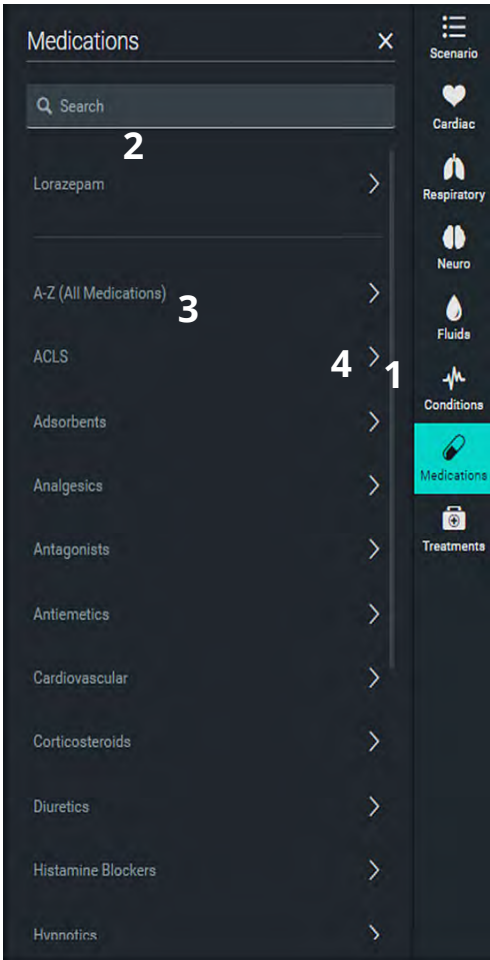 Medications
Search
2
Lorazepam
A-Z (All Medications)
3
ACLS
4
1
Adsorbents
Analgesics
Antagonists
Antiemetics
Cardiovascular
Corticosteroids
Diuretics
Histamine Blockers
Hypnotics
Scenario
Cardiac
Respiratory
Neuro
Fluids
Conditions
Medications
Treatments